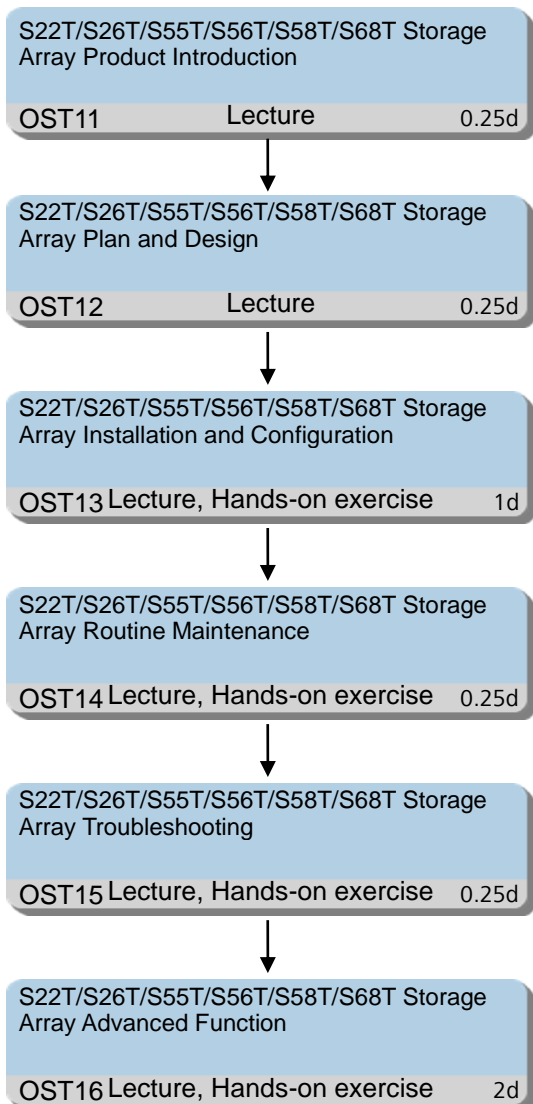 S22T/S26T/S55T/S56T/S58T/S68T Storage
Array Product Introduction
OST11 Lecture 0.25d
S22T/S26T/S55T/S56T/S58T/S68T Storage
Array Plan and Design
OST12 Lecture 0.25d
S22T/S26T/S55T/S56T/S58T/S68T Storage
Array Installation and Configuration
OST13 Lecture, Hands-on exercise 1d
S22T/S26T/S55T/S56T/S58T/S68T Storage
Array Routine Maintenance
OST14 Lecture, Hands-on exercise 0.25d
S22T/S26T/S55T/S56T/S58T/S68T Storage
Array Troubleshooting
OST15 Lecture, Hands-on exercise 0.25d
S22T/S26T/S55T/S56T/S58T/S68T Storage
Array Advanced Function
OST16 Lecture, Hands-on exercise 2d